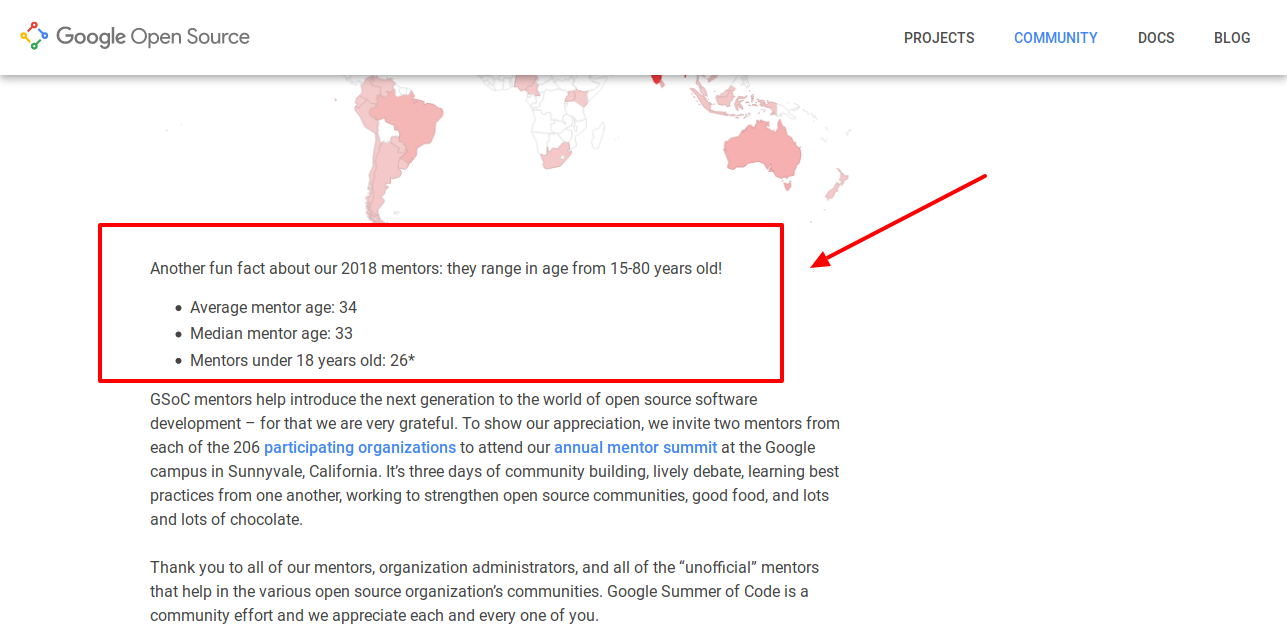 Google Open Source
PROJECTS COMMUNITY DOCS BLOG
Another fun fact about our 2018 mentors: they range in age from 15-80 years old!
• Average mentor age: 34
• Median mentor age: 33
• Mentors under 18 years old: 26*
GSoC mentors help introduce the next generation to the world of open source software
development – for that we are very grateful. To show our appreciation, we invite two mentors from
each of the 206 participating organizations to attend our annual mentor summit at the Google
campus in Sunnyvale, California. It’s three days of community building, lively debate, learning best
practices from one another, working to strengthen open source communities, good food, and lots
and lots of chocolate.
Thank you to all of our mentors, organization administrators, and all of the “unofficial” mentors
that help in the various open source organization’s communities. Google Summer of Code is a
community effort and we appreciate each and every one of you.